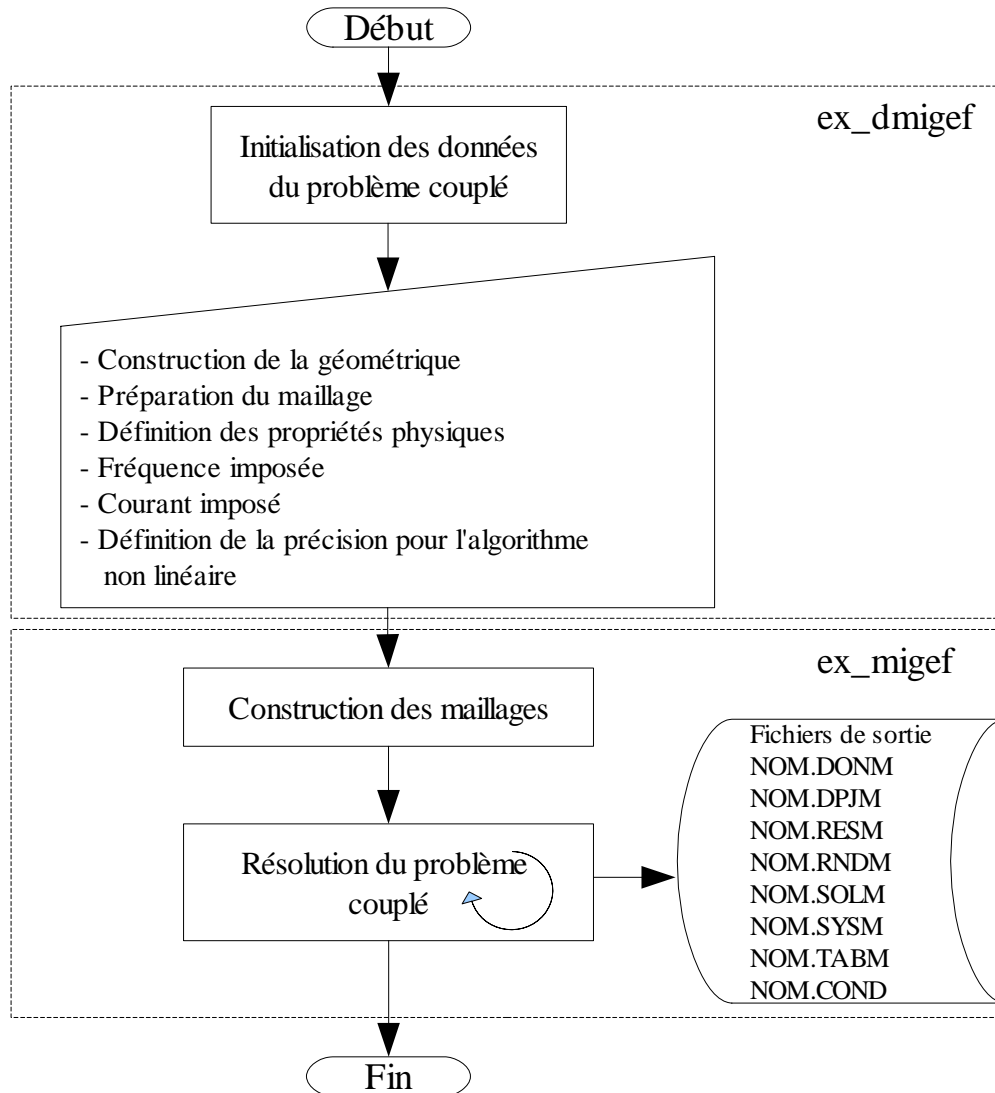 Début
ex_dmigef
Initialisation des données
du problème couplé
- Construction de la géométrique
- Préparation du maillage
- Définition des propriétés physiques
- Fréquence imposée
- Courant imposé
- Définition de la précision pour l'algorithme
non linéaire
ex_migef
Construction des maillages
Résolution du problème
couplé
Fichiers de sortie
NOM.DONM
NOM.DPJM
NOM.RESM
NOM.RNDM
NOM.SOLM
NOM.SYSM
NOM.TABM
NOM.COND
Fin